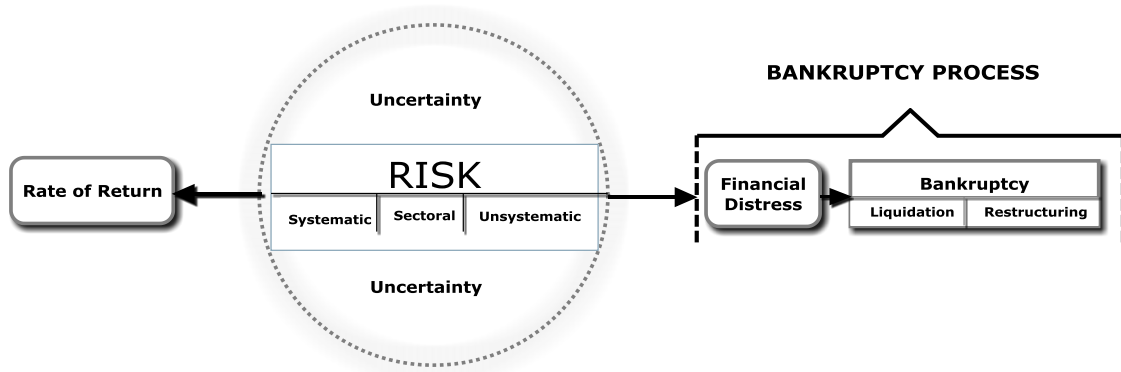 BANKRUPTCY PROCESS
Uncertainty
RISK
Rate of Return
Systematic
Sectoral
Unsystematic
Financial
Distress
Bankruptcy
Liquidation
Restructuring
Uncertainty